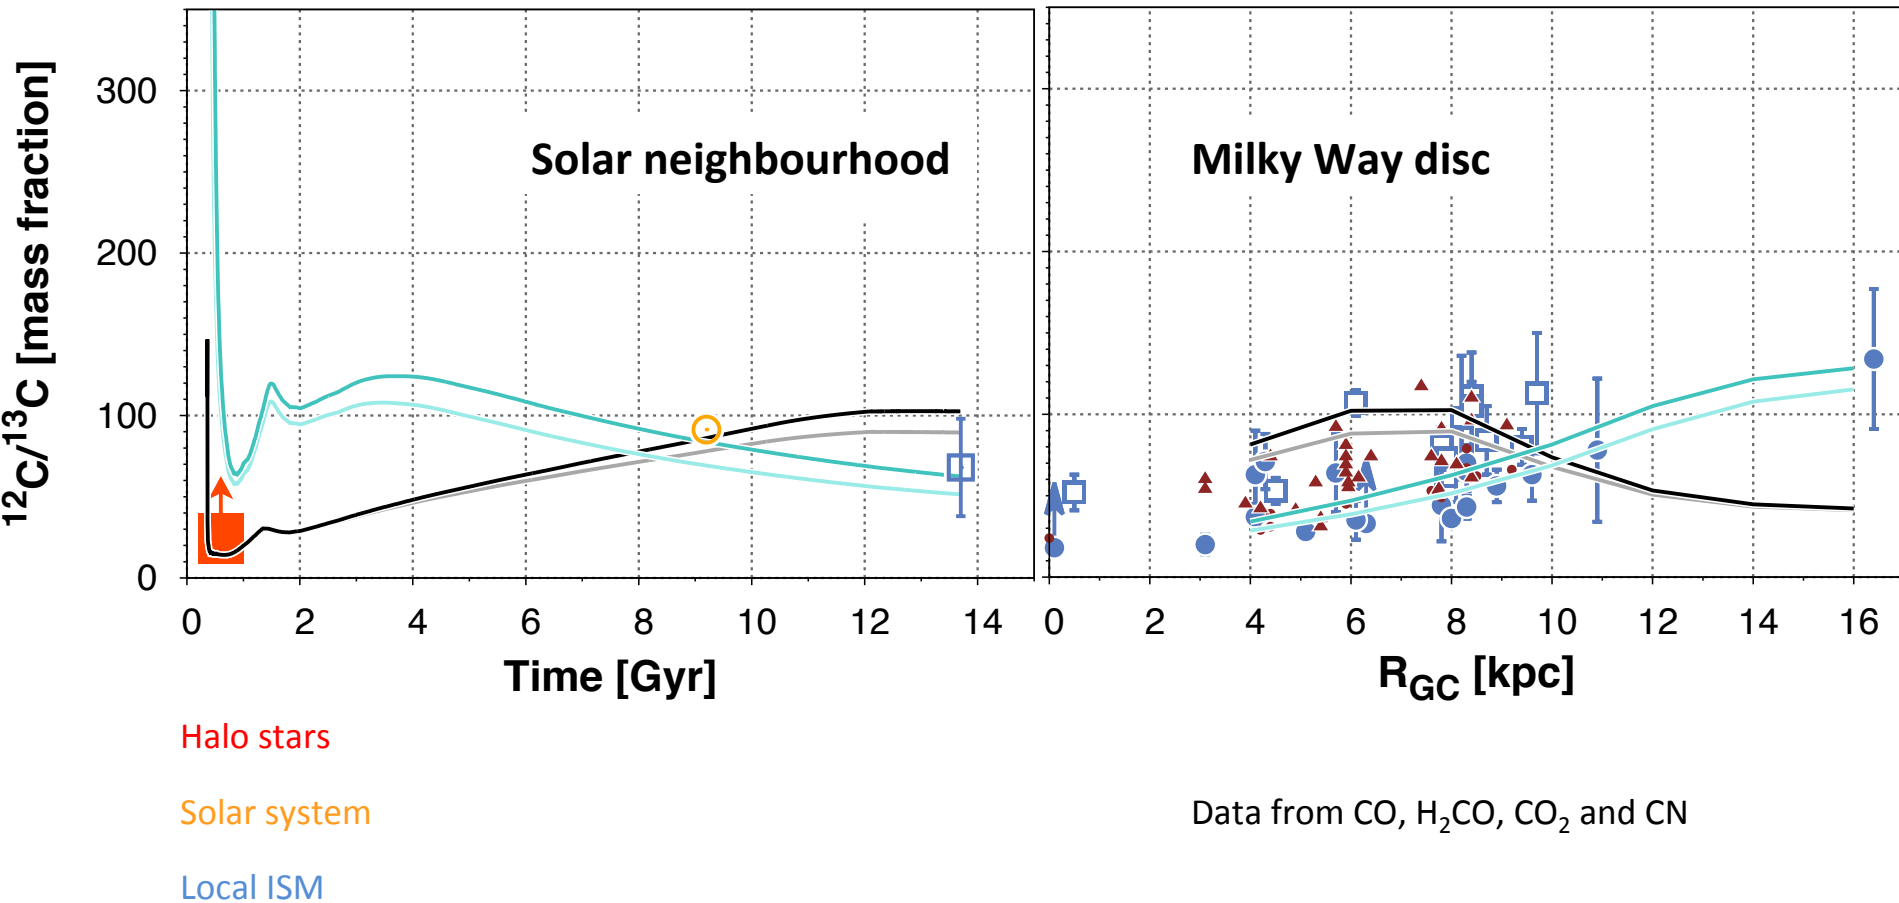 ¹²C/¹³C [mass fraction]
300
200
100
0
Solar neighbourhood
Milky Way disc
0 2 4 6 8 10 12 14
0 2 4 6 8 10 12 14 16
Time [Gyr]
R_GC [kpc]
Halo stars
Solar system
Data from CO, H₂CO, CO₂ and CN
Local ISM